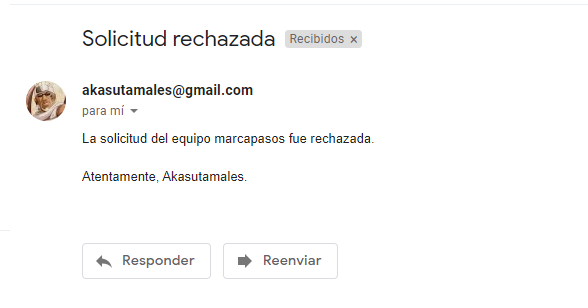 Solicitud rechazada Recibidos ×
akasutamales@gmail.com
para mí
La solicitud del equipo marcapasos fue rechazada.
Atentamente, Akasutamales.
Responder Reenviar